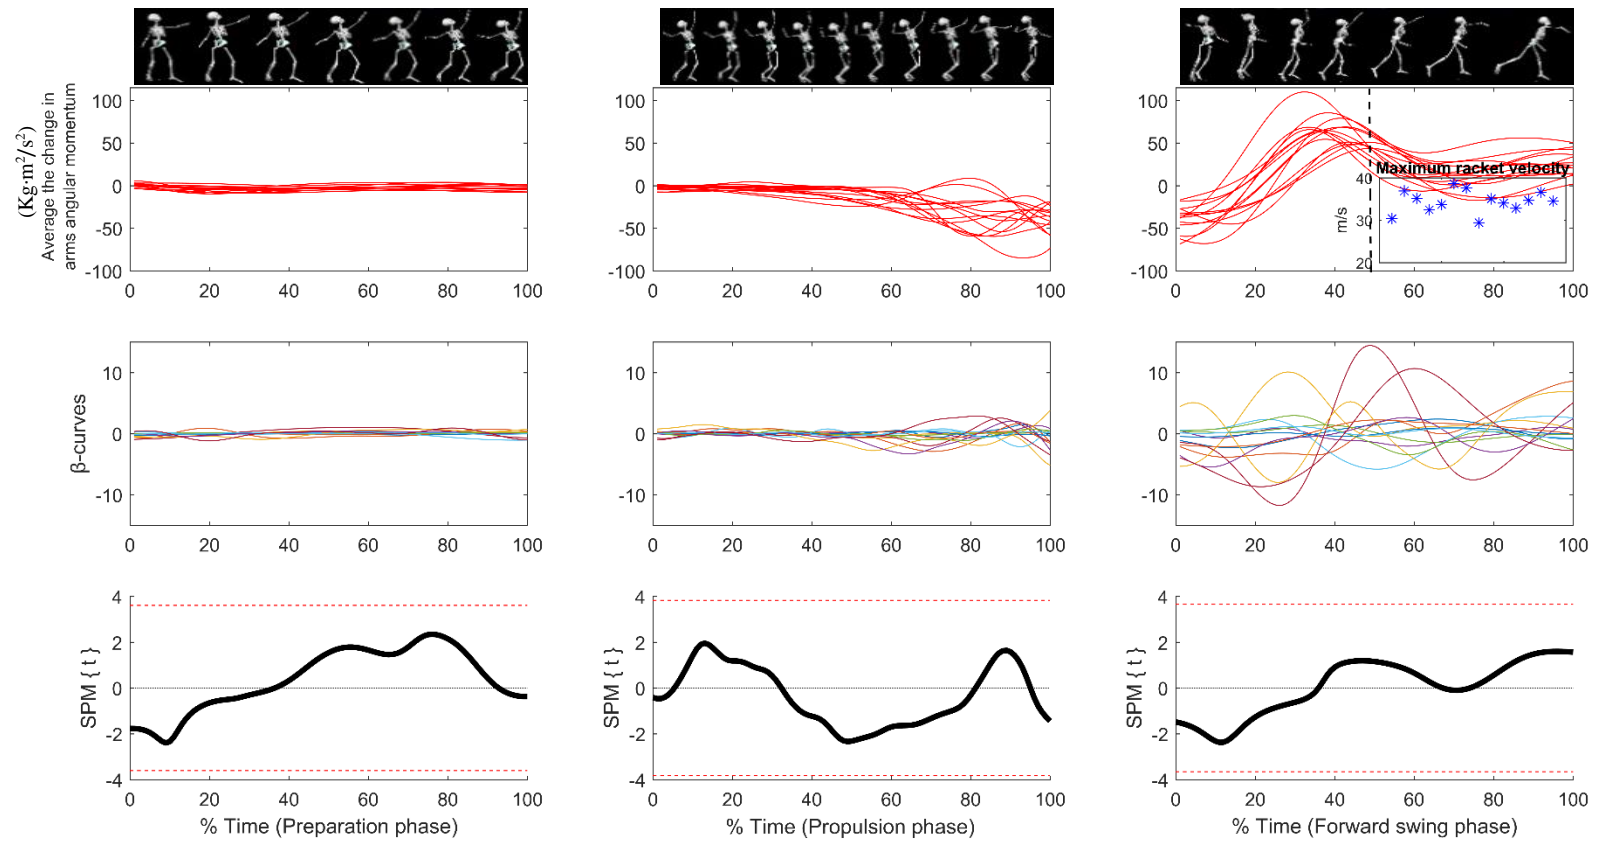 (Kg·m²/s²)
Average the change in
arms angular momentum
100
50
0
-50
-100
0 20 40 60 80 100
100
50
0
-50
-100
0 20 40 60 80 100
100
50
0
-50
-100
0 20 40 60 80 100
Maximum racket velocity
m/s
40
30
20
β-curves
10
0
-10
0 20 40 60 80 100
10
0
-10
0 20 40 60 80 100
10
0
-10
0 20 40 60 80 100
SPM { t }
4
2
0
-2
-4
0 20 40 60 80 100
% Time (Preparation phase)
SPM { t }
4
2
0
-2
-4
0 20 40 60 80 100
% Time (Propulsion phase)
SPM { t }
4
2
0
-2
-4
0 20 40 60 80 100
% Time (Forward swing phase)